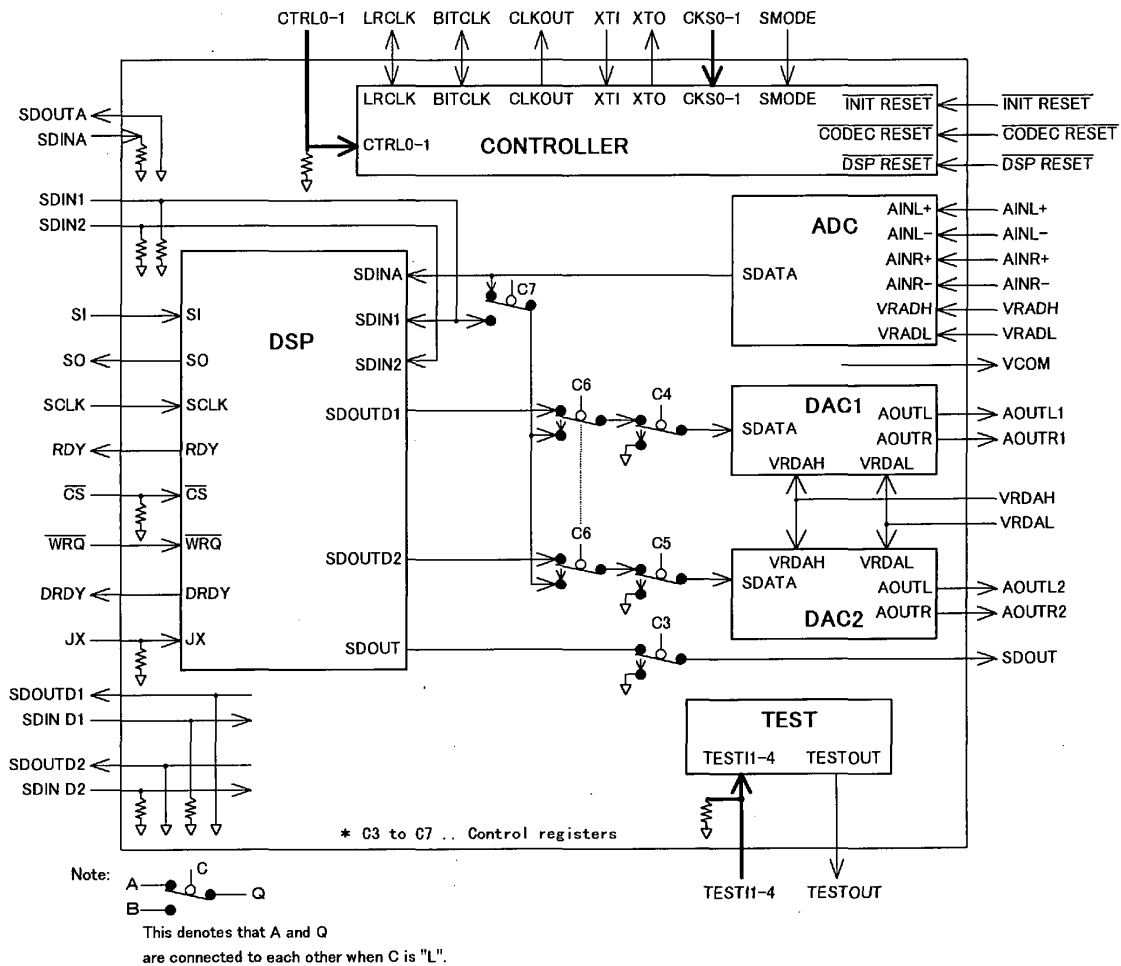 CTRL0-1 LRCLK BITCLK CLKOUT XTI XTO CKS0-1 SMODE
LRCLK BITCLK CLKOUT XTI XTO CKS0-1 SMODE
CTRL0-1
CONTROLLER
INIT RESET INIT RESET
CODEC RESET CODEC RESET
DSP RESET DSP RESET
SDOUTA
SDINA
SDIN1
SDIN2
ADC
SDATA
AINL+ AINL+
AINL- AINL-
AINR+ AINR+
AINR- AINR-
VRADH VRADH
VRADL VRADL
VCOM
DSP
SDINA
C7
SDIN1
SDIN2
SDOUTD1
SDOUTD2
SDOUT
SI SI
SO SO
SCLK SCLK
RDY RDY
CS CS
WRQ WRQ
DRDY DRDY
JX JX
C6 C4
DAC1
SDATA
AOUTL AOUTL1
AOUTR AOUTR1
VRDAH VRDAL
VRDAH
VRDAL
C6 C5
VRDAH VRDAL
SDATA
AOUTL AOUTL2
AOUTR AOUTR2
DAC2
C3
SDOUT
SDOUTD1
SDIN D1
SDOUTD2
SDIN D2
TEST
TESTI1-4 TESTOUT
* C3 to C7 .. Control registers
TESTI1-4 TESTOUT
Note:
C
A Q
B
This denotes that A and Q
are connected to each other when C is "L".